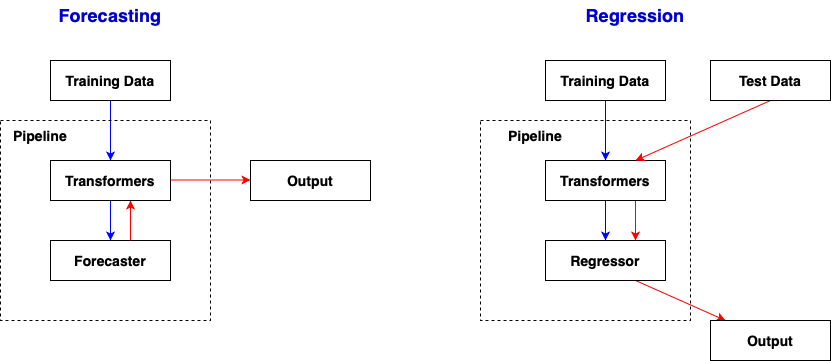 Forecasting
Training Data
Pipeline
Transformers
Output
Forecaster
Regression
Training Data
Test Data
Pipeline
Transformers
Regressor
Output